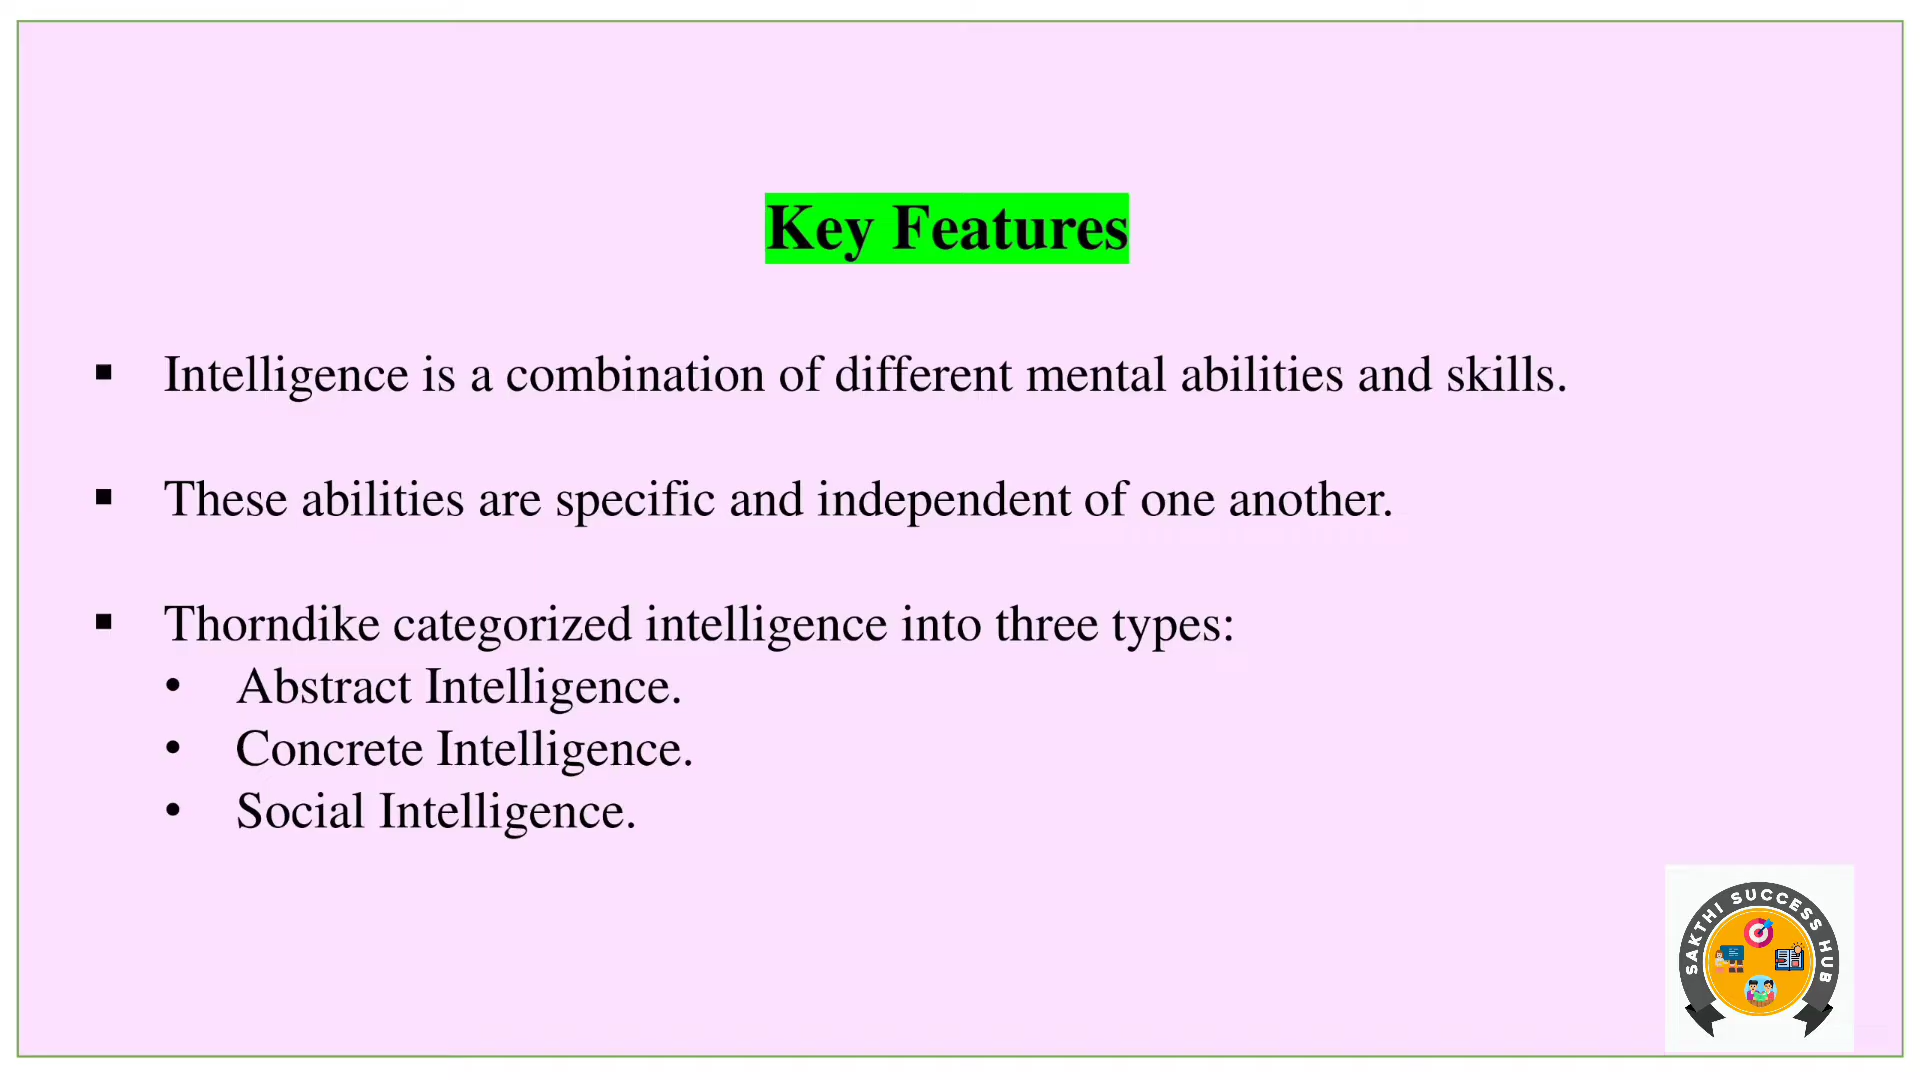 Key Features
▪ Intelligence is a combination of different mental abilities and skills.
▪ These abilities are specific and independent of one another.
▪ Thorndike categorized intelligence into three types:
• Abstract Intelligence.
• Concrete Intelligence.
• Social Intelligence.
SAKTHI SUCCESS HUB